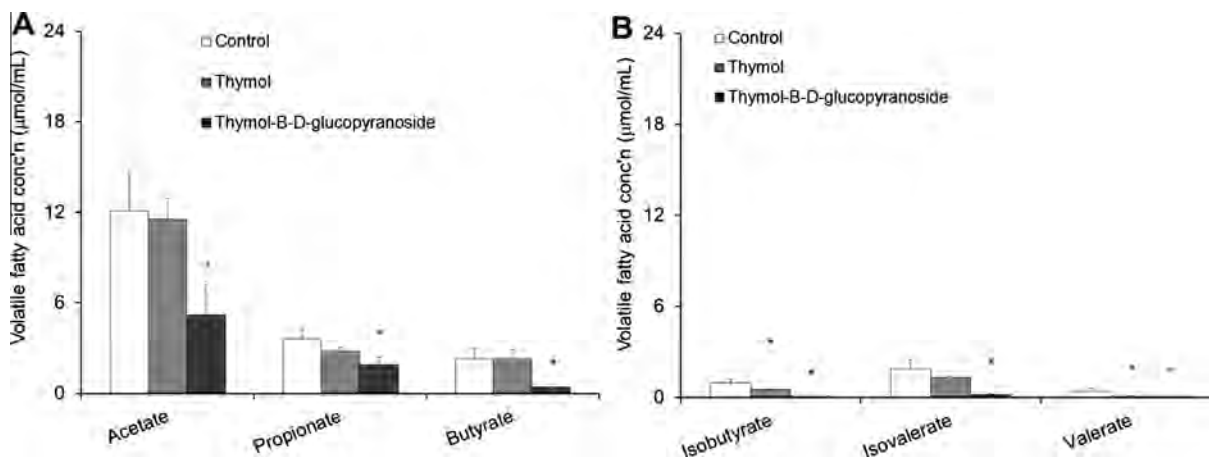 A
Volatile fatty acid conc'n (µmol/mL)
24
18
12
6
0
Control
Thymol
Thymol-B-D-glucopyranoside
*
*
*
Acetate
Propionate
Butyrate
B
Volatile fatty acid conc'n (µmol/mL)
24
18
12
6
0
Control
Thymol
Thymol-B-D-glucopyranoside
*
*
*
*
*
Isobutyrate
Isovalerate
Valerate